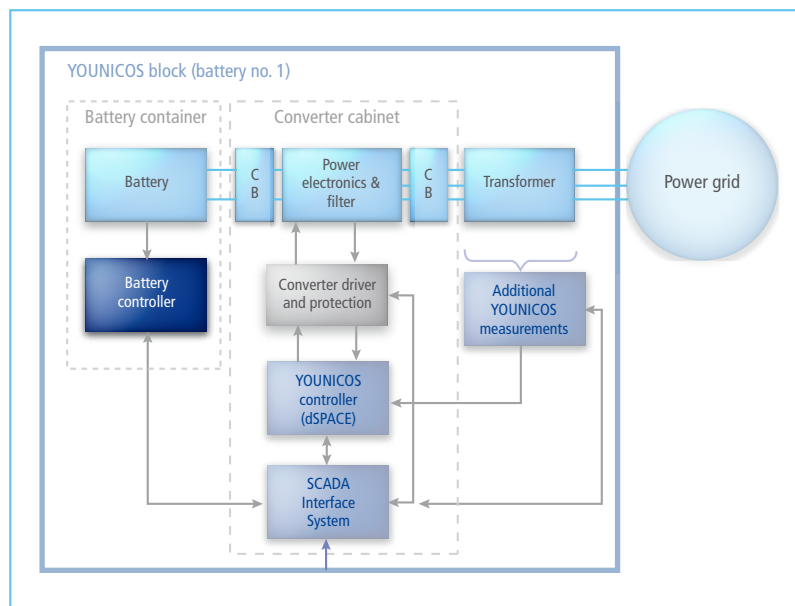 YOUNICOS block (battery no. 1)
Battery container
Converter cabinet
Battery
C
B
Power
electronics &
filter
C
B
Transformer
Power grid
Battery
controller
Converter driver
and protection
Additional
YOUNICOS
measurements
YOUNICOS
controller
(dSPACE)
SCADA
Interface
System